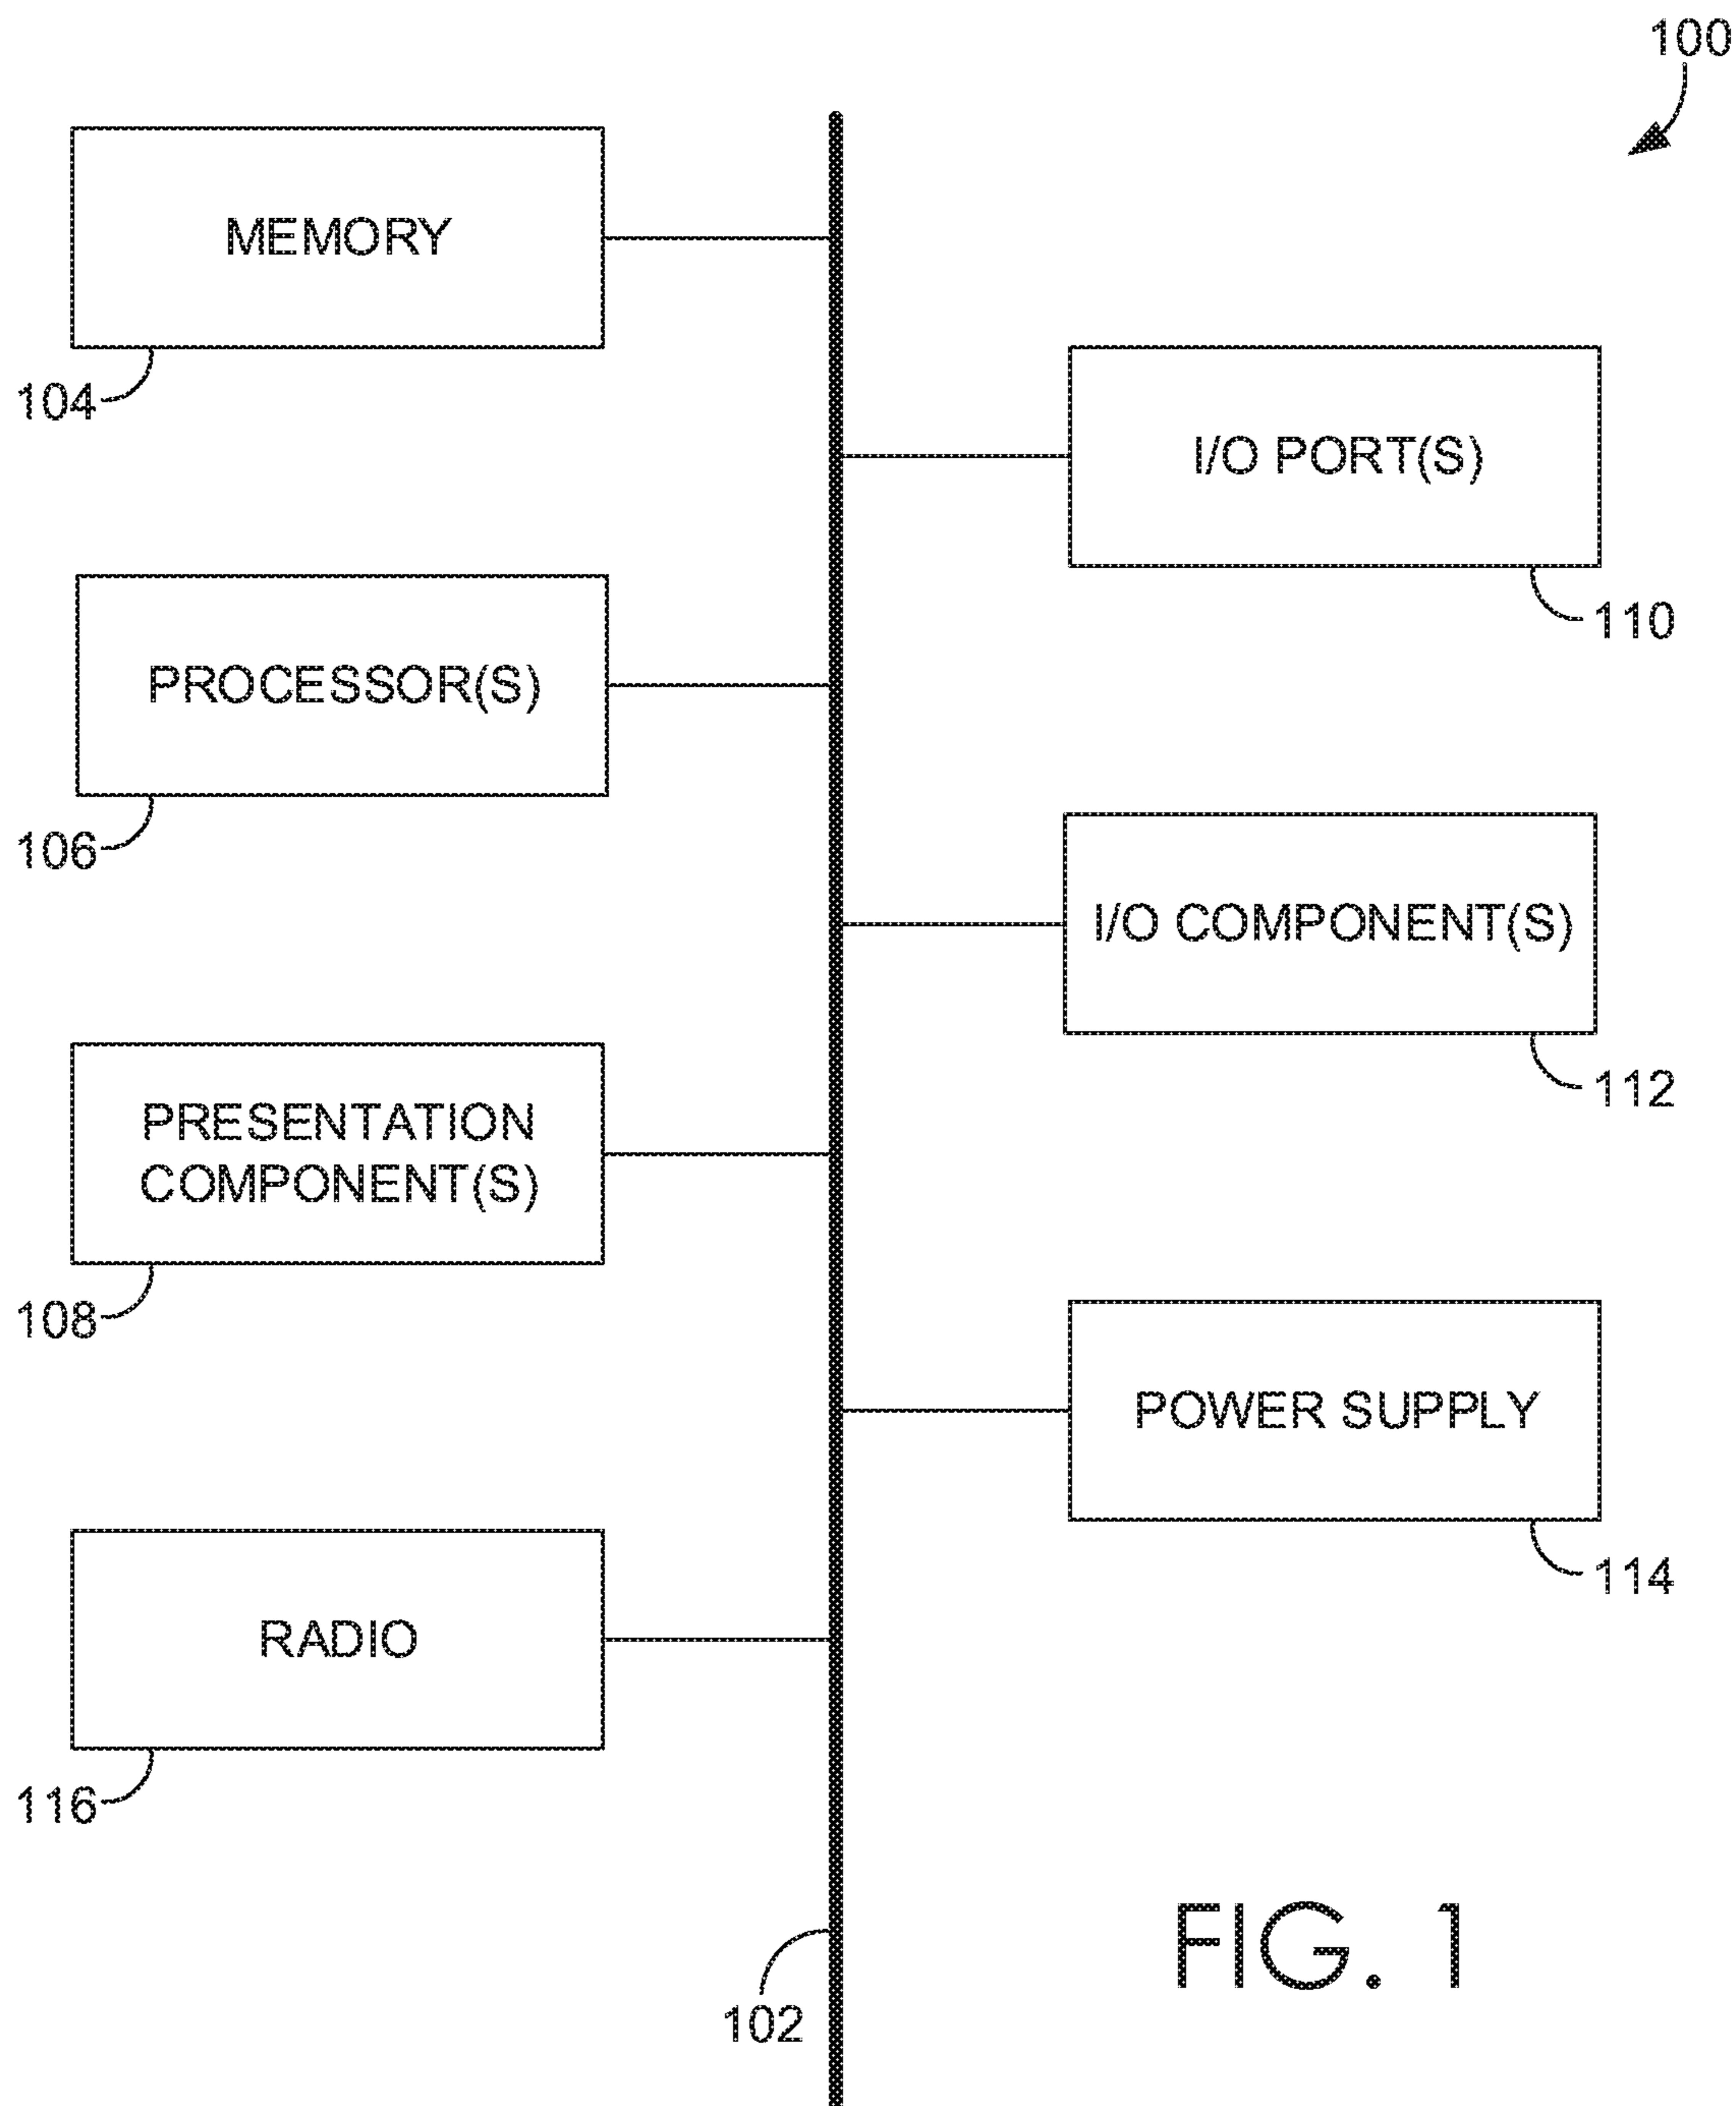 100
MEMORY
104
I/O PORT(S)
110
PROCESSOR(S)
106
I/O COMPONENT(S)
112
PRESENTATION
COMPONENT(S)
108
POWER SUPPLY
114
RADIO
116
102
FIG. 1